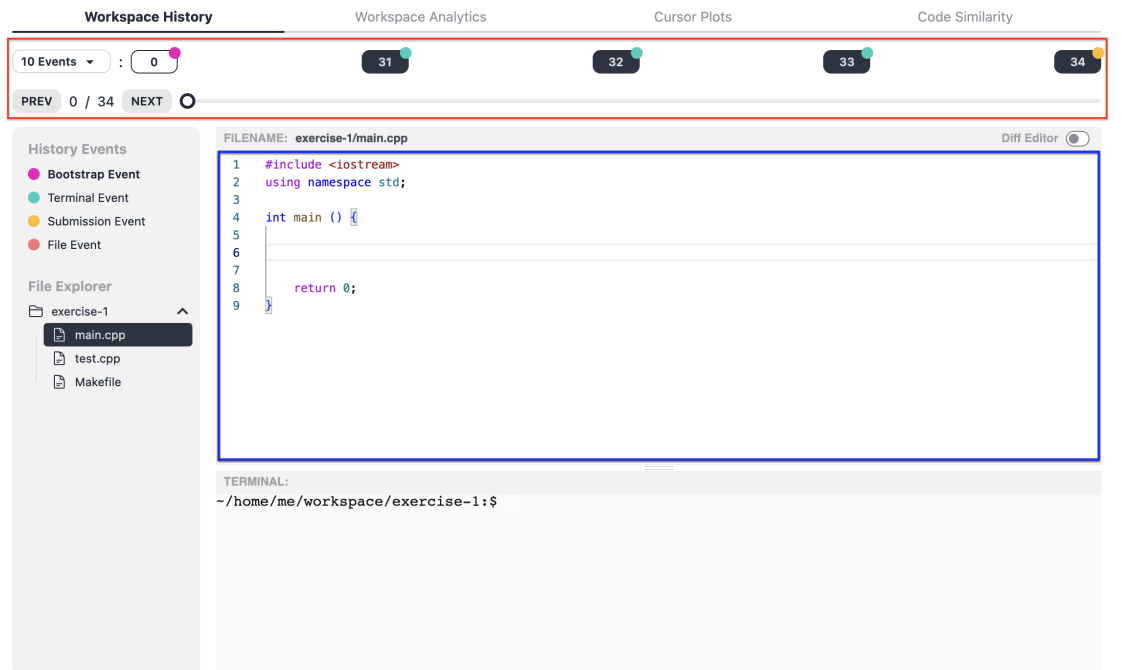 Workspace History Workspace Analytics Cursor Plots Code Similarity
10 Events : 0 31 32 33 34
PREV 0 / 34 NEXT
History Events
Bootstrap Event
Terminal Event
Submission Event
File Event
File Explorer
exercise-1
main.cpp
test.cpp
Makefile
FILENAME: exercise-1/main.cpp Diff Editor
1 #include <iostream>
2 using namespace std;
3
4 int main () {
5
6
7
8 return 0;
9 }
TERMINAL:
~/home/me/workspace/exercise-1:$